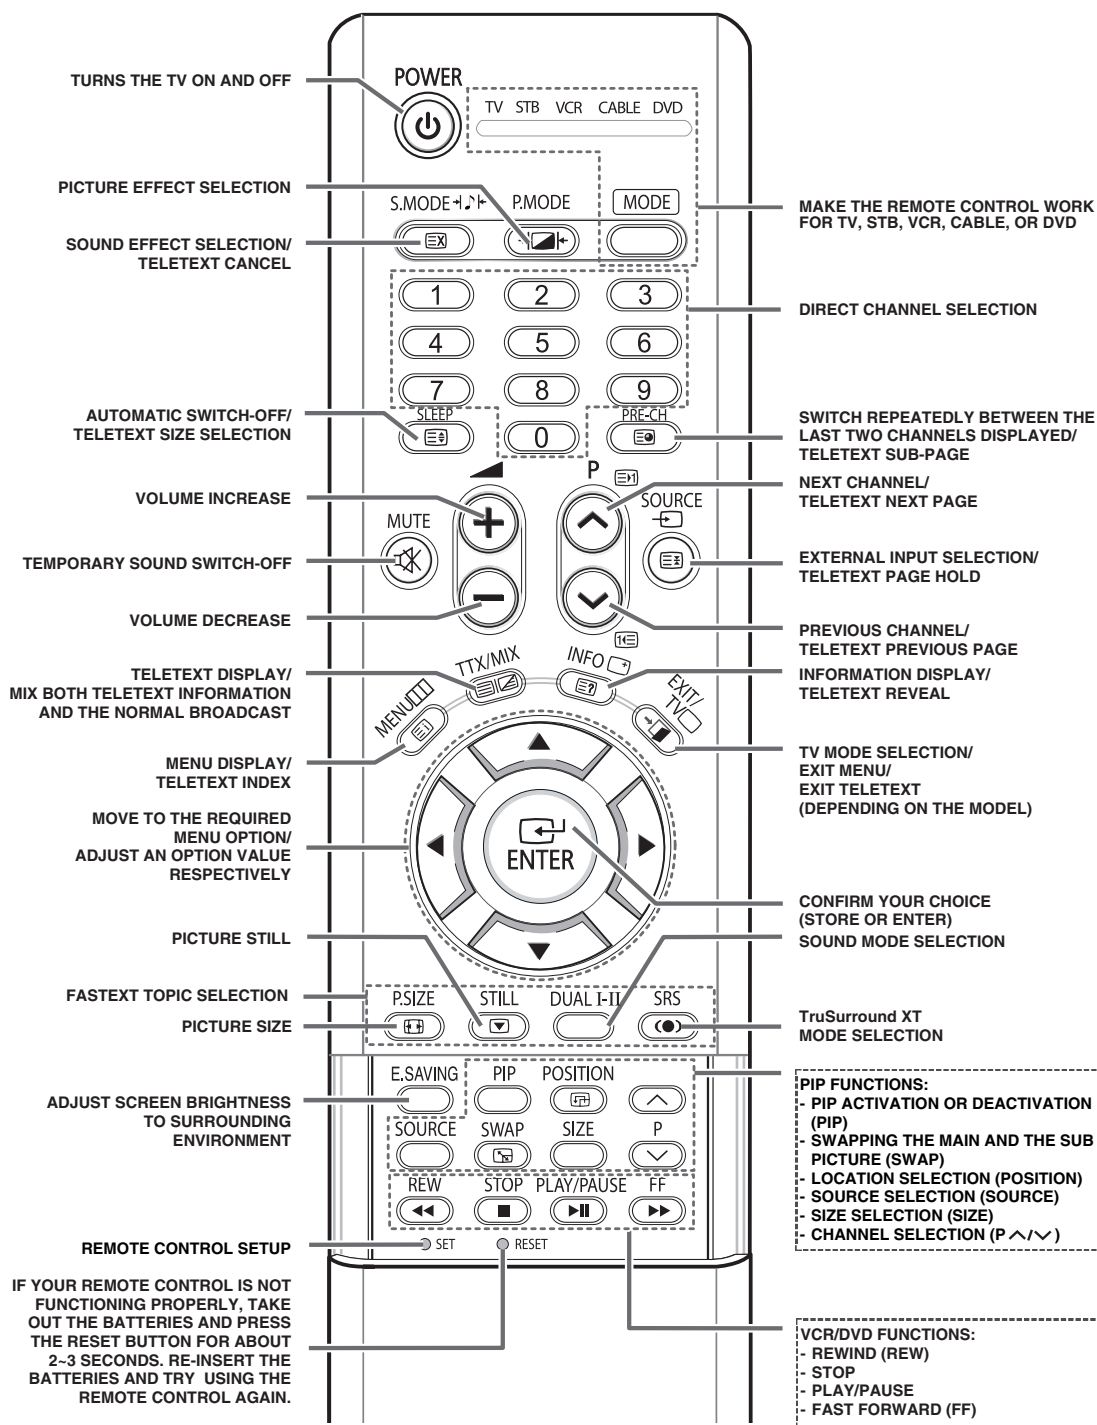 POWER
TURNS THE TV ON AND OFF
TV STB VCR CABLE DVD
PICTURE EFFECT SELECTION
S.MODE P.MODE MODE
MAKE THE REMOTE CONTROL WORK
FOR TV, STB, VCR, CABLE, OR DVD
SOUND EFFECT SELECTION/
TELETEXT CANCEL
1 2 3
DIRECT CHANNEL SELECTION
4 5 6
7 8 9
AUTOMATIC SWITCH-OFF/
TELETEXT SIZE SELECTION
SLEEP
0
PRE-CH
SWITCH REPEATEDLY BETWEEN THE
LAST TWO CHANNELS DISPLAYED/
TELETEXT SUB-PAGE
VOLUME INCREASE
P
NEXT CHANNEL/
TELETEXT NEXT PAGE
MUTE
SOURCE
TEMPORARY SOUND SWITCH-OFF
EXTERNAL INPUT SELECTION/
TELETEXT PAGE HOLD
VOLUME DECREASE
PREVIOUS CHANNEL/
TELETEXT PREVIOUS PAGE
TELETEXT DISPLAY/
MIX BOTH TELETEXT INFORMATION
AND THE NORMAL BROADCAST
TTX/MIX
INFO
INFORMATION DISPLAY/
TELETEXT REVEAL
MENU
EXIT/
TV
MENU DISPLAY/
TELETEXT INDEX
TV MODE SELECTION/
EXIT MENU/
EXIT TELETEXT
(DEPENDING ON THE MODEL)
MOVE TO THE REQUIRED
MENU OPTION/
ADJUST AN OPTION VALUE
RESPECTIVELY
ENTER
CONFIRM YOUR CHOICE
(STORE OR ENTER)
PICTURE STILL
SOUND MODE SELECTION
FASTEXT TOPIC SELECTION
P.SIZE STILL DUAL I-II SRS
PICTURE SIZE
TruSurround XT
MODE SELECTION
E.SAVING PIP POSITION
ADJUST SCREEN BRIGHTNESS
TO SURROUNDING
ENVIRONMENT
SOURCE SWAP SIZE P
PIP FUNCTIONS:
- PIP ACTIVATION OR DEACTIVATION
(PIP)
- SWAPPING THE MAIN AND THE SUB
PICTURE (SWAP)
- LOCATION SELECTION (POSITION)
- SOURCE SELECTION (SOURCE)
- SIZE SELECTION (SIZE)
- CHANNEL SELECTION (P ︿/﹀)
REW STOP PLAY/PAUSE FF
REMOTE CONTROL SETUP
SET RESET
IF YOUR REMOTE CONTROL IS NOT
FUNCTIONING PROPERLY, TAKE
OUT THE BATTERIES AND PRESS
THE RESET BUTTON FOR ABOUT
2~3 SECONDS. RE-INSERT THE
BATTERIES AND TRY USING THE
REMOTE CONTROL AGAIN.
VCR/DVD FUNCTIONS:
- REWIND (REW)
- STOP
- PLAY/PAUSE
- FAST FORWARD (FF)